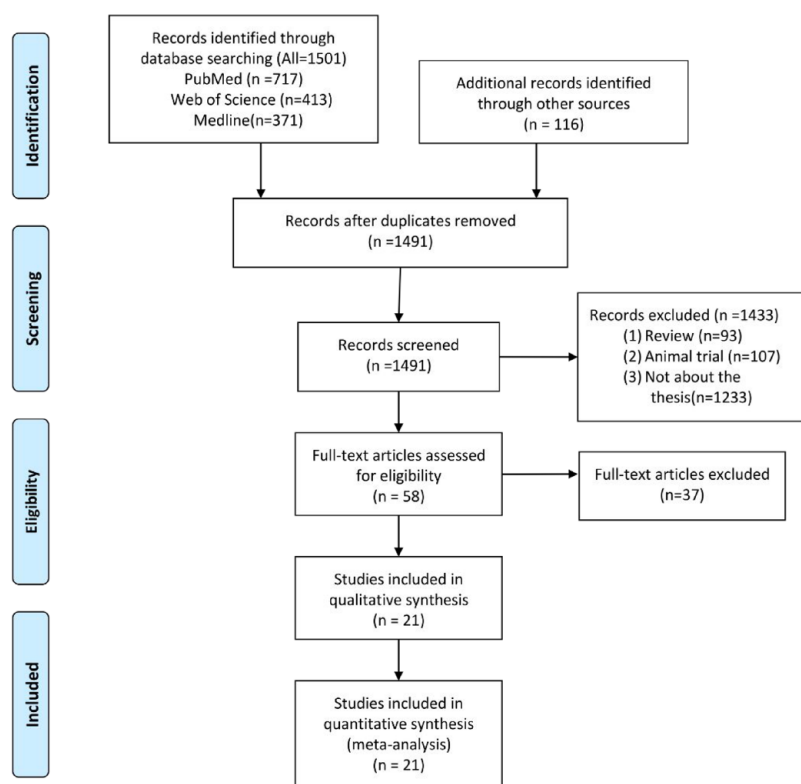 Identification
Records identified through
database searching (All=1501)
PubMed (n =717)
Web of Science (n=413)
Medline(n=371)
Additional records identified
through other sources
(n = 116)
Records after duplicates removed
(n =1491)
Screening
Records screened
(n =1491)
Records excluded (n =1433)
(1) Review (n=93)
(2) Animal trial (n=107)
(3) Not about the
thesis(n=1233)
Eligibility
Full-text articles assessed
for eligibility
(n = 58)
Full-text articles excluded
(n=37)
Studies included in
qualitative synthesis
(n = 21)
Included
Studies included in
quantitative synthesis
(meta-analysis)
(n = 21)